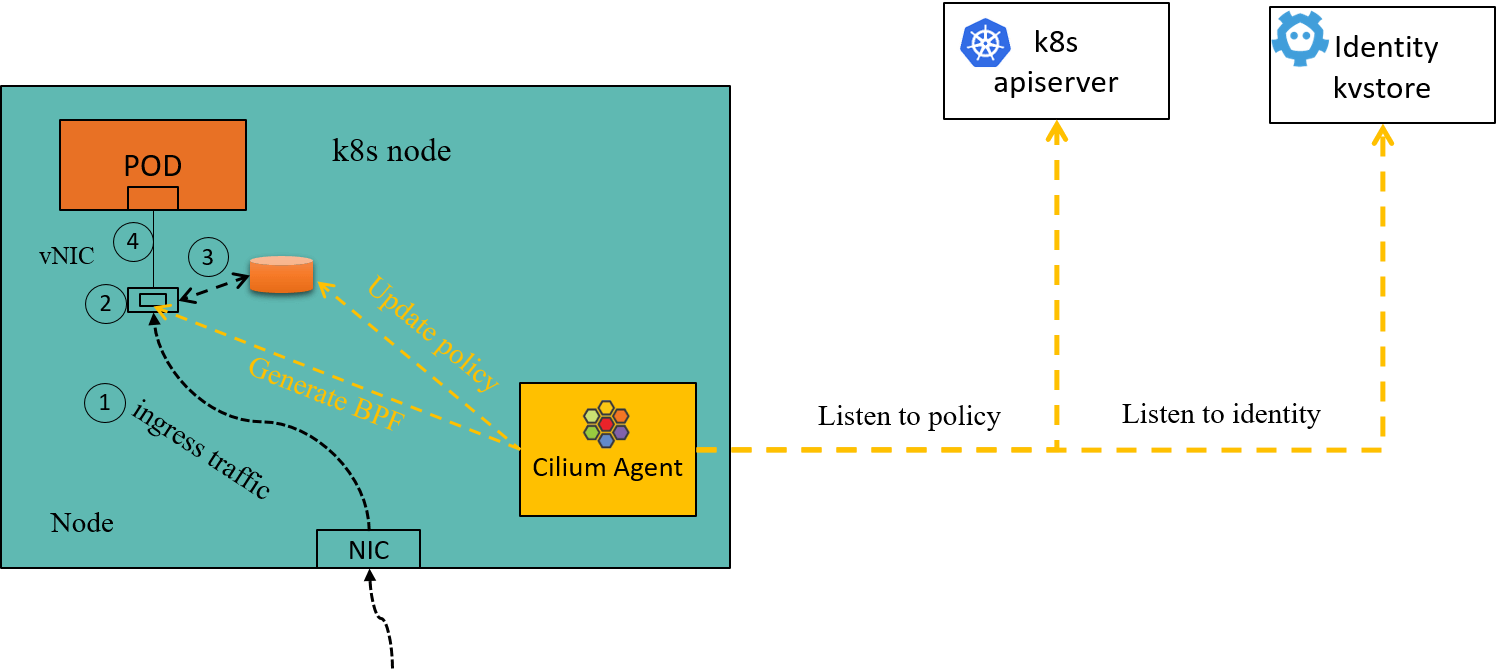 k8s
apiserver
Identity
kvstore
k8s node
POD
4
3
vNIC
2
Update policy
Generate BPF
1
ingress traffic
Listen to policy
Listen to identity
Cilium Agent
Node
NIC